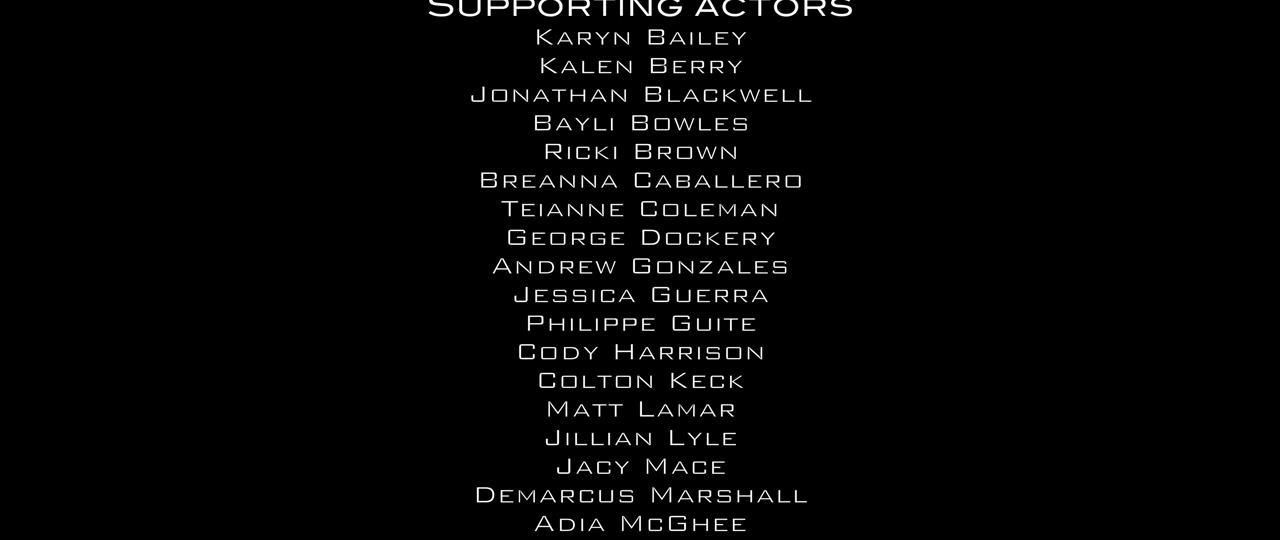 SUPPORTING ACTORS
KARYN BAILEY
KALEN BERRY
JONATHAN BLACKWELL
BAYLI BOWLES
RICKI BROWN
BREANNA CABALLERO
TEIANNE COLEMAN
GEORGE DOCKERY
ANDREW GONZALES
JESSICA GUERRA
PHILIPPE GUITE
CODY HARRISON
COLTON KECK
MATT LAMAR
JILLIAN LYLE
JACY MACE
DEMARCUS MARSHALL
ADIA MCGHEE